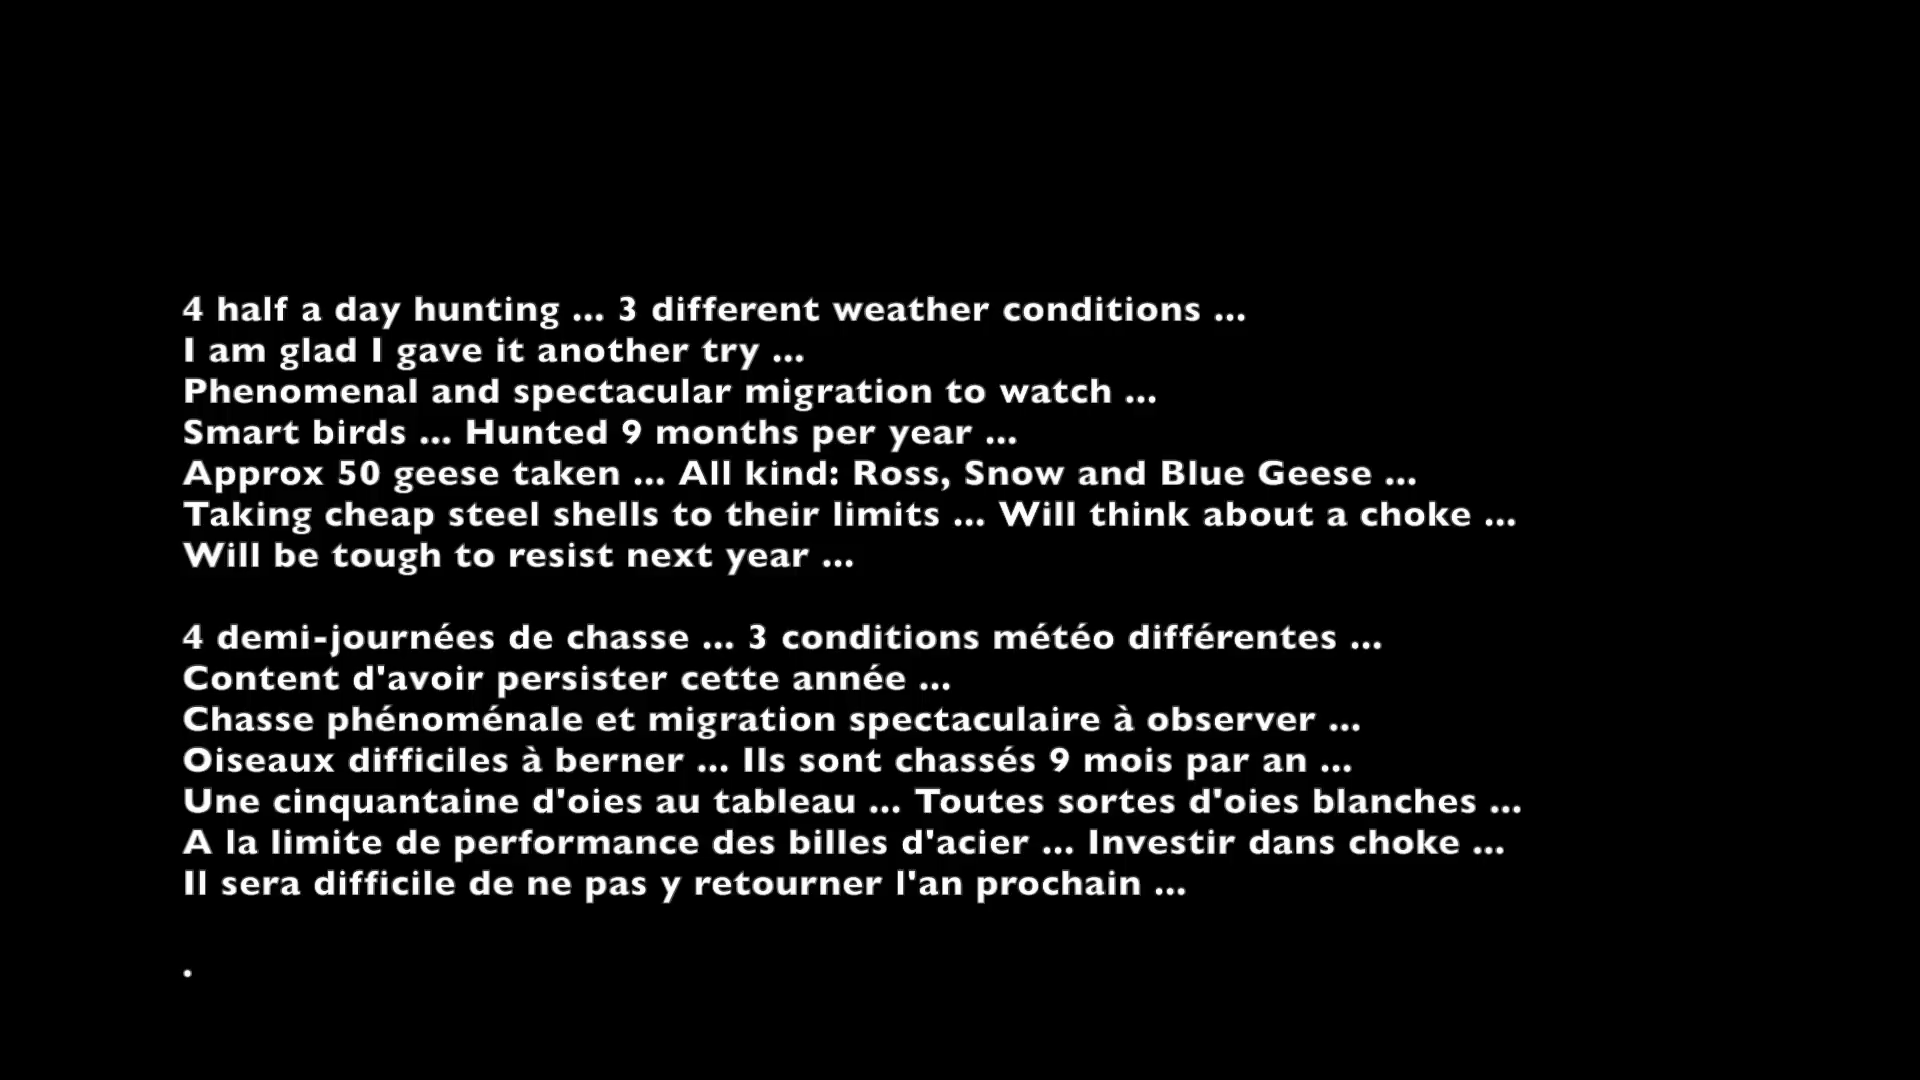 4 half a day hunting ... 3 different weather conditions ...
I am glad I gave it another try ...
Phenomenal and spectacular migration to watch ...
Smart birds ... Hunted 9 months per year ...
Approx 50 geese taken ... All kind: Ross, Snow and Blue Geese ...
Taking cheap steel shells to their limits ... Will think about a choke ...
Will be tough to resist next year ...
4 demi-journées de chasse ... 3 conditions météo différentes ...
Content d'avoir persister cette année ...
Chasse phénoménale et migration spectaculaire à observer ...
Oiseaux difficiles à berner ... Ils sont chassés 9 mois par an ...
Une cinquantaine d'oies au tableau ... Toutes sortes d'oies blanches ...
A la limite de performance des billes d'acier ... Investir dans choke ...
Il sera difficile de ne pas y retourner l'an prochain ...
.